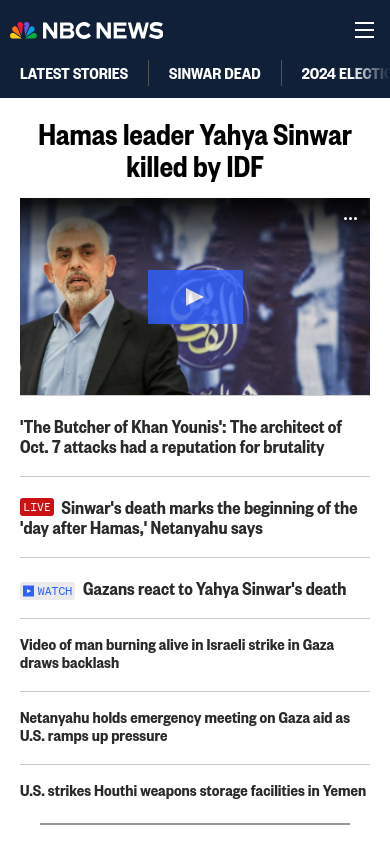 NBC NEWS
LATEST STORIES
SINWAR DEAD
2024 ELECTI
Hamas leader Yahya Sinwar
killed by IDF
'The Butcher of Khan Younis': The architect of
Oct. 7 attacks had a reputation for brutality
LIVE Sinwar's death marks the beginning of the
'day after Hamas,' Netanyahu says
WATCH Gazans react to Yahya Sinwar's death
Video of man burning alive in Israeli strike in Gaza
draws backlash
Netanyahu holds emergency meeting on Gaza aid as
U.S. ramps up pressure
U.S. strikes Houthi weapons storage facilities in Yemen